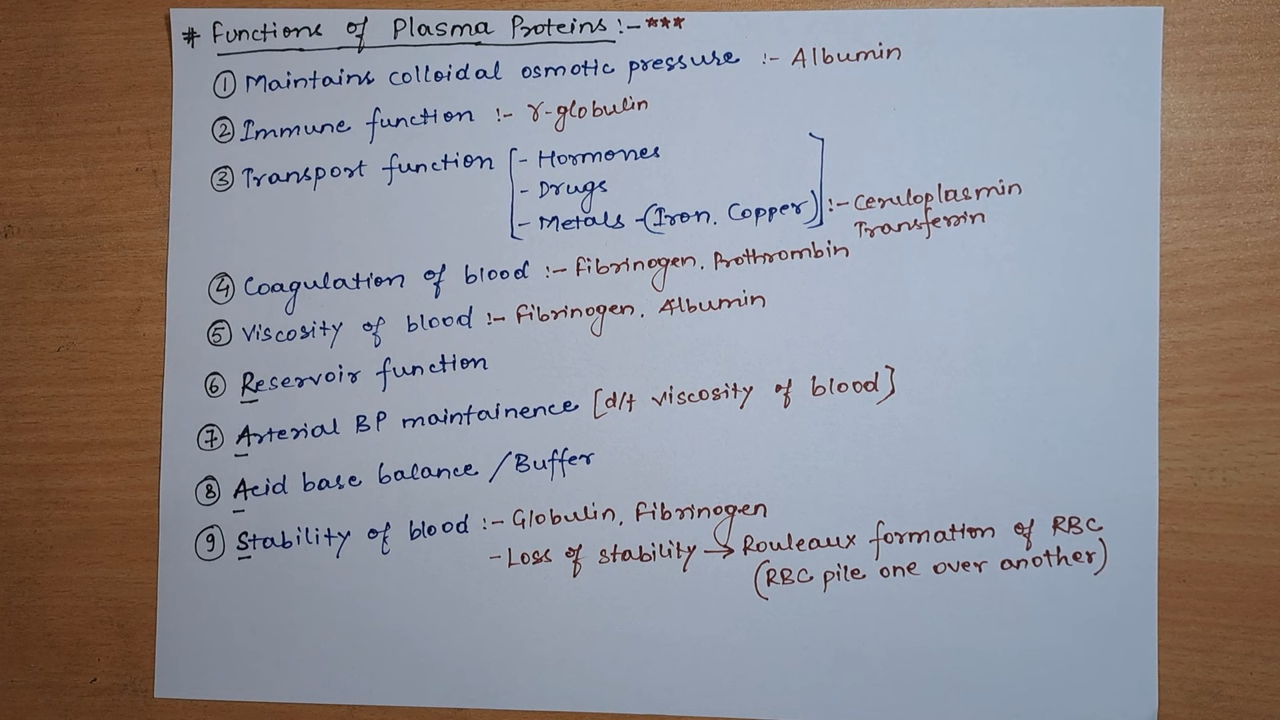 # Functions of Plasma Proteins :- ***
① Maintains colloidal osmotic pressure :- Albumin
② Immune function :- γ-globulin
③ Transport function [- Hormones
- Drugs
- Metals -(Iron, Copper)] :- Ceruloplasmin
Transferrin
④ Coagulation of blood :- Fibrinogen, Prothrombin
⑤ Viscosity of blood :- Fibrinogen, Albumin
⑥ Reservoir function
⑦ Arterial BP maintainence [d/t viscosity of blood]
⑧ Acid base balance / Buffer
⑨ Stability of blood :- Globulin, Fibrinogen
- Loss of stability → Rouleaux formation of RBC
(RBC pile one over another)